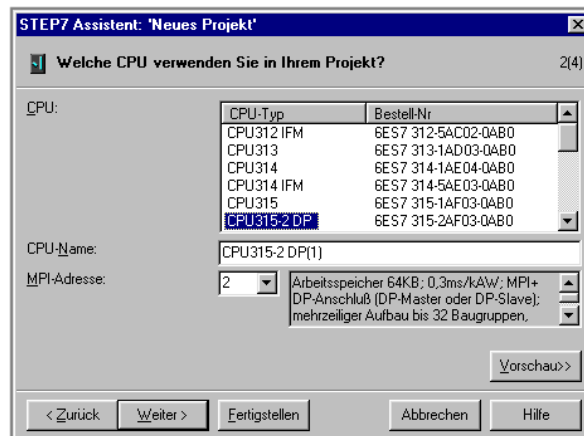 STEP7 Assistent: 'Neues Projekt'
Welche CPU verwenden Sie in Ihrem Projekt? 2(4)
CPU:
CPU-Typ Bestell-Nr
CPU312 IFM 6ES7 312-5AC02-0AB0
CPU313 6ES7 313-1AD03-0AB0
CPU314 6ES7 314-1AE04-0AB0
CPU314 IFM 6ES7 314-5AE03-0AB0
CPU315 6ES7 315-1AF03-0AB0
CPU315-2 DP 6ES7 315-2AF03-0AB0
CPU-Name: CPU315-2 DP(1)
MPI-Adresse: 2
Arbeitsspeicher 64KB; 0,3ms/kAW; MPI+
DP-Anschluß (DP-Master oder DP-Slave);
mehrzeiliger Aufbau bis 32 Baugruppen,
Vorschau>>
< Zurück Weiter > Fertigstellen Abbrechen Hilfe